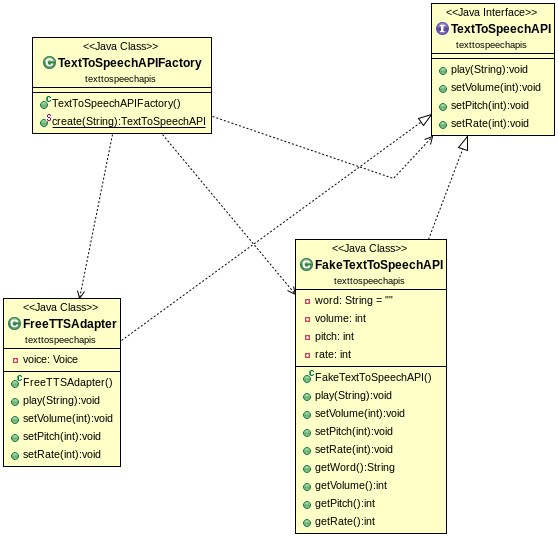 <<Java Class>>
TextToSpeechAPIFactory
texttospeechapis
TextToSpeechAPIFactory()
create(String):TextToSpeechAPI
<<Java Interface>>
TextToSpeechAPI
texttospeechapis
play(String):void
setVolume(int):void
setPitch(int):void
setRate(int):void
<<Java Class>>
FreeTTSAdapter
texttospeechapis
voice: Voice
FreeTTSAdapter()
play(String):void
setVolume(int):void
setPitch(int):void
setRate(int):void
<<Java Class>>
FakeTextToSpeechAPI
texttospeechapis
word: String = ""
volume: int
pitch: int
rate: int
FakeTextToSpeechAPI()
play(String):void
setVolume(int):void
setPitch(int):void
setRate(int):void
getWord():String
getVolume():int
getPitch():int
getRate():int